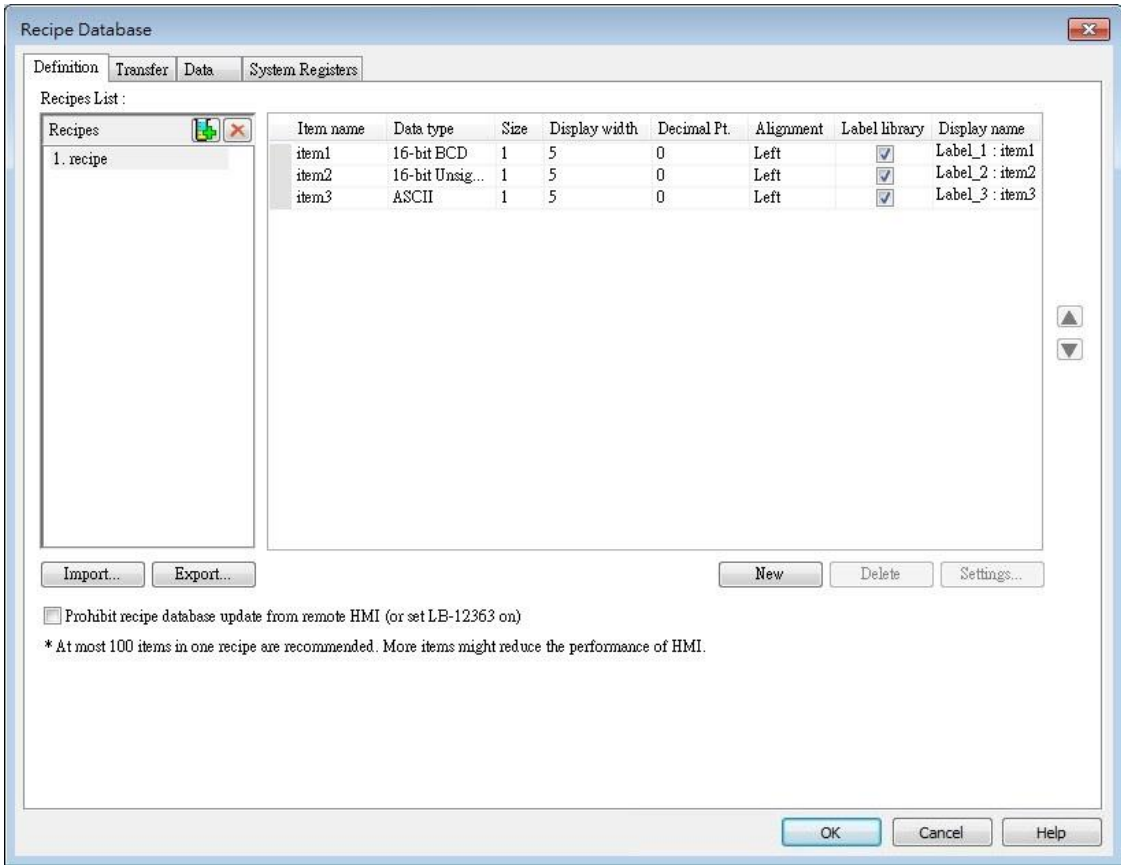 Recipe Database
Definition Transfer Data System Registers
Recipes List :
Recipes
1. recipe
Item name Data type Size Display width Decimal Pt. Alignment Label library Display name
item1 16-bit BCD 1 5 0 Left Label_1 : item1
item2 16-bit Unsig... 1 5 0 Left Label_2 : item2
item3 ASCII 1 5 0 Left Label_3 : item3
Import... Export... New Delete Settings...
Prohibit recipe database update from remote HMI (or set LB-12363 on)
* At most 100 items in one recipe are recommended. More items might reduce the performance of HMI.
OK Cancel Help